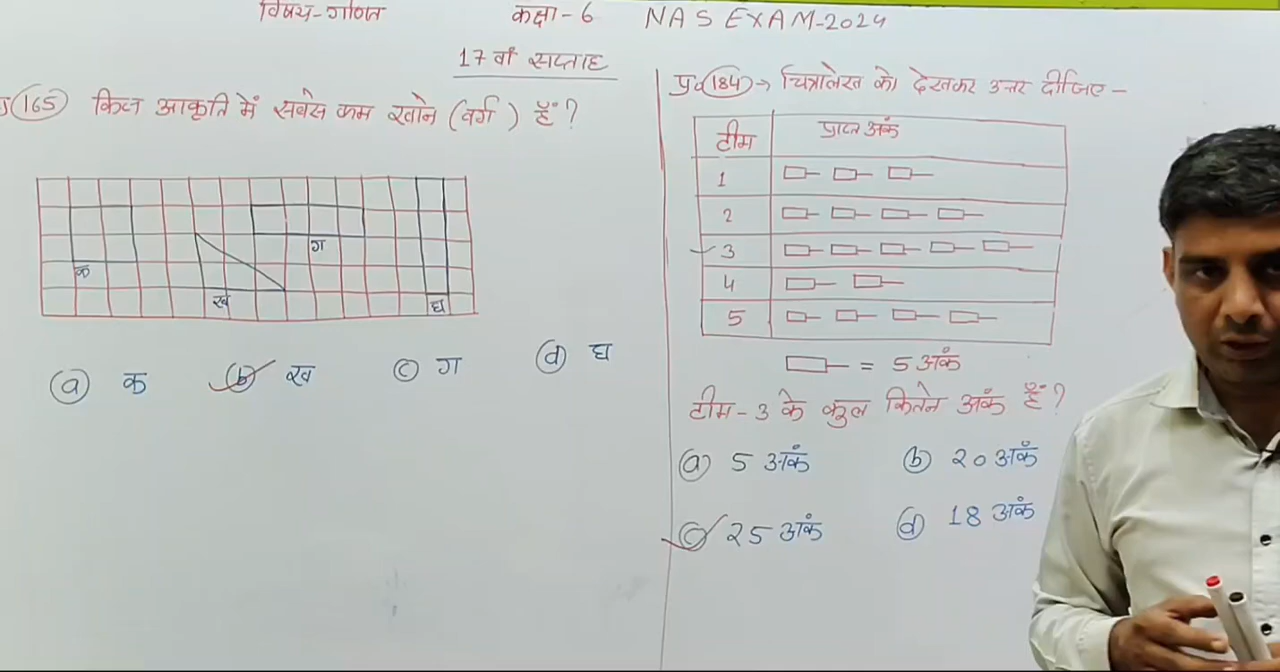 विषय-गणित कक्षा-6 NAS EXAM-2024
17 वाँ सप्ताह
165 किस आकृति में सबसे कम खाने (वर्ग) हैं?
क
ख
ग
घ
(a) क (b) ख (c) ग (d) घ
प्र० 184 → चित्रालेख को देखकर उत्तर दीजिए -
टीम प्राप्त अंक
1
2
3
4
5
= 5 अंक
टीम-3 के कुल कितने अंक हैं?
(a) 5 अंक (b) 20 अंक
(c) 25 अंक (d) 18 अंक